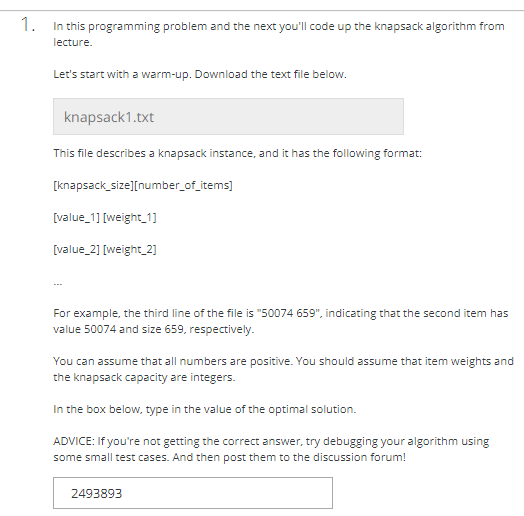 1. In this programming problem and the next you'll code up the knapsack algorithm from
lecture.
Let's start with a warm-up. Download the text file below.
knapsack1.txt
This file describes a knapsack instance, and it has the following format:
[knapsack_size][number_of_items]
[value_1] [weight_1]
[value_2] [weight_2]
...
For example, the third line of the file is "50074 659", indicating that the second item has
value 50074 and size 659, respectively.
You can assume that all numbers are positive. You should assume that item weights and
the knapsack capacity are integers.
In the box below, type in the value of the optimal solution.
ADVICE: If you're not getting the correct answer, try debugging your algorithm using
some small test cases. And then post them to the discussion forum!
2493893